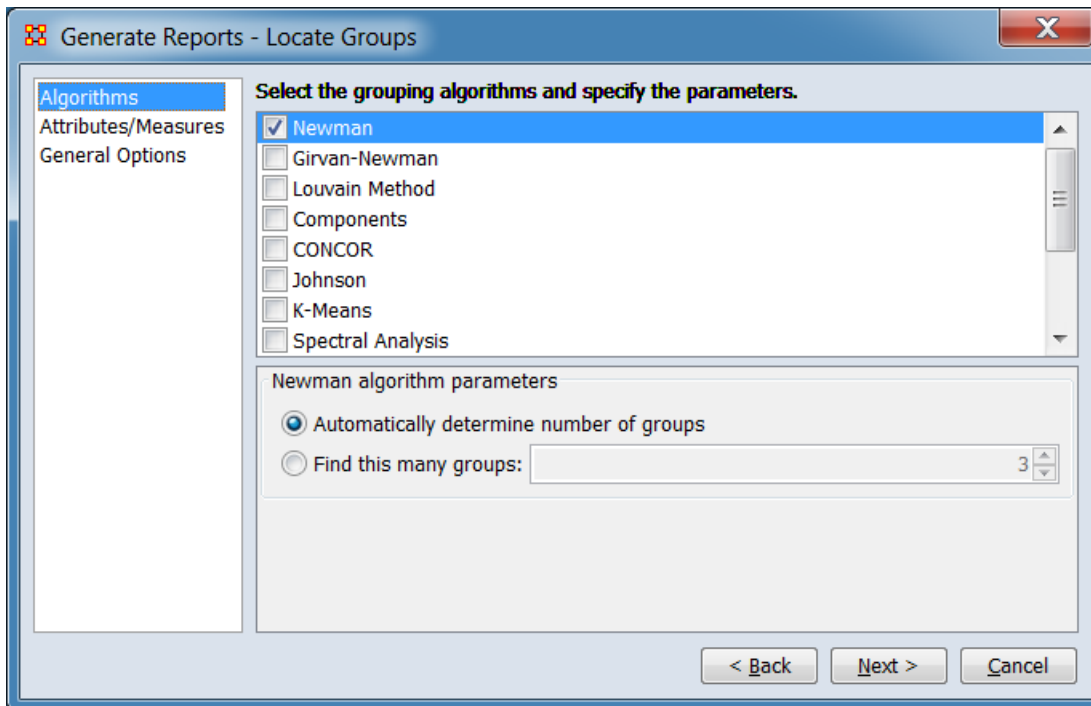 Generate Reports - Locate Groups
Algorithms
Attributes/Measures
General Options
Select the grouping algorithms and specify the parameters.
Newman
Girvan-Newman
Louvain Method
Components
CONCOR
Johnson
K-Means
Spectral Analysis
Newman algorithm parameters
Automatically determine number of groups
Find this many groups: 3
< Back Next > Cancel